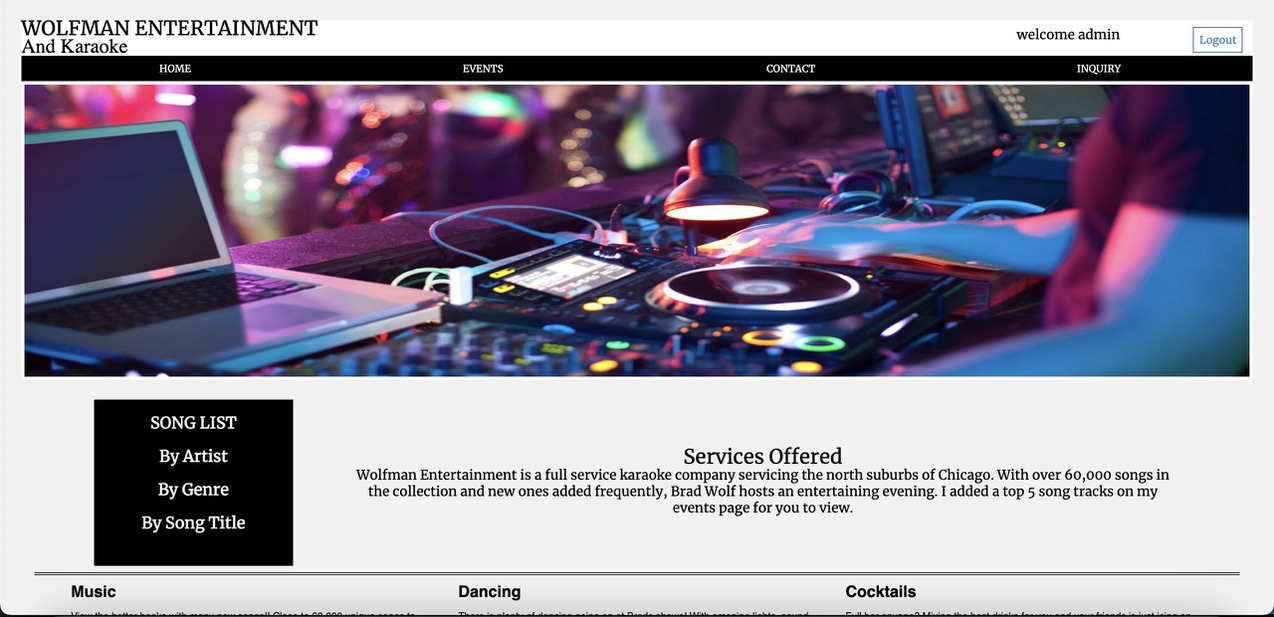 WOLFMAN ENTERTAINMENT
And Karaoke
welcome admin
Logout
HOME EVENTS CONTACT INQUIRY
SONG LIST
By Artist
By Genre
By Song Title
Services Offered
Wolfman Entertainment is a full service karaoke company servicing the north suburbs of Chicago. With over 60,000 songs in
the collection and new ones added frequently, Brad Wolf hosts an entertaining evening. I added a top 5 song tracks on my
events page for you to view.
Music Dancing Cocktails